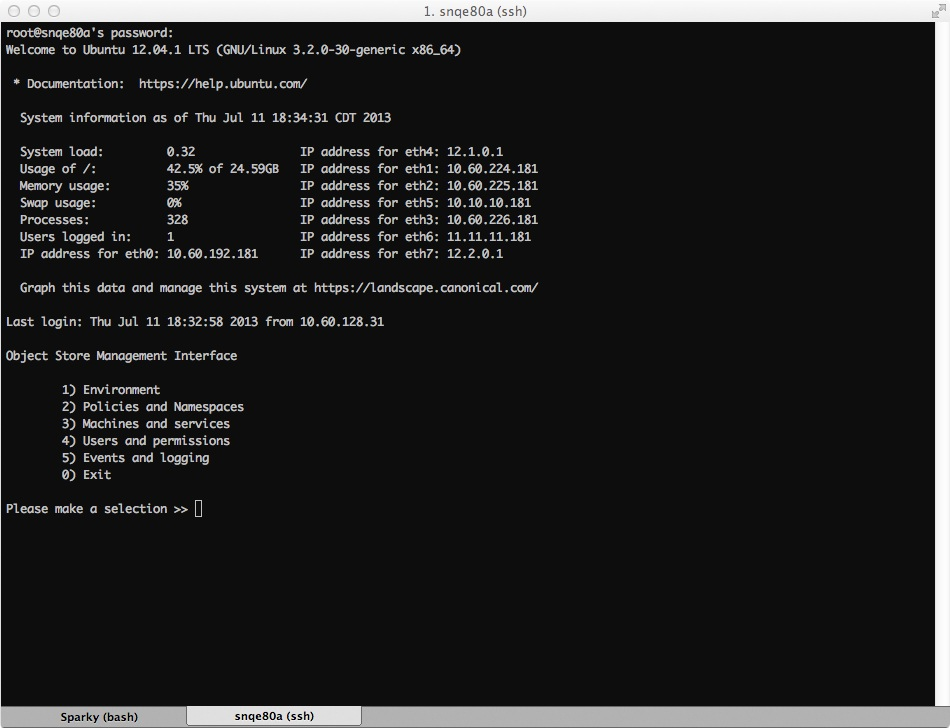 1. snqe80a (ssh)
root@snqe80a's password:
Welcome to Ubuntu 12.04.1 LTS (GNU/Linux 3.2.0-30-generic x86_64)
* Documentation:  https://help.ubuntu.com/
System information as of Thu Jul 11 18:34:31 CDT 2013
System load:         0.32               IP address for eth4: 12.1.0.1
Usage of /:          42.5% of 24.59GB   IP address for eth1: 10.60.224.181
Memory usage:        35%                IP address for eth2: 10.60.225.181
Swap usage:          0%                 IP address for eth5: 10.10.10.181
Processes:           328                IP address for eth3: 10.60.226.181
Users logged in:     1                  IP address for eth6: 11.11.11.181
IP address for eth0: 10.60.192.181      IP address for eth7: 12.2.0.1
Graph this data and manage this system at https://landscape.canonical.com/
Last login: Thu Jul 11 18:32:58 2013 from 10.60.128.31
Object Store Management Interface
1) Environment
2) Policies and Namespaces
3) Machines and services
4) Users and permissions
5) Events and logging
0) Exit
Please make a selection >>
Sparky (bash) snqe80a (ssh)